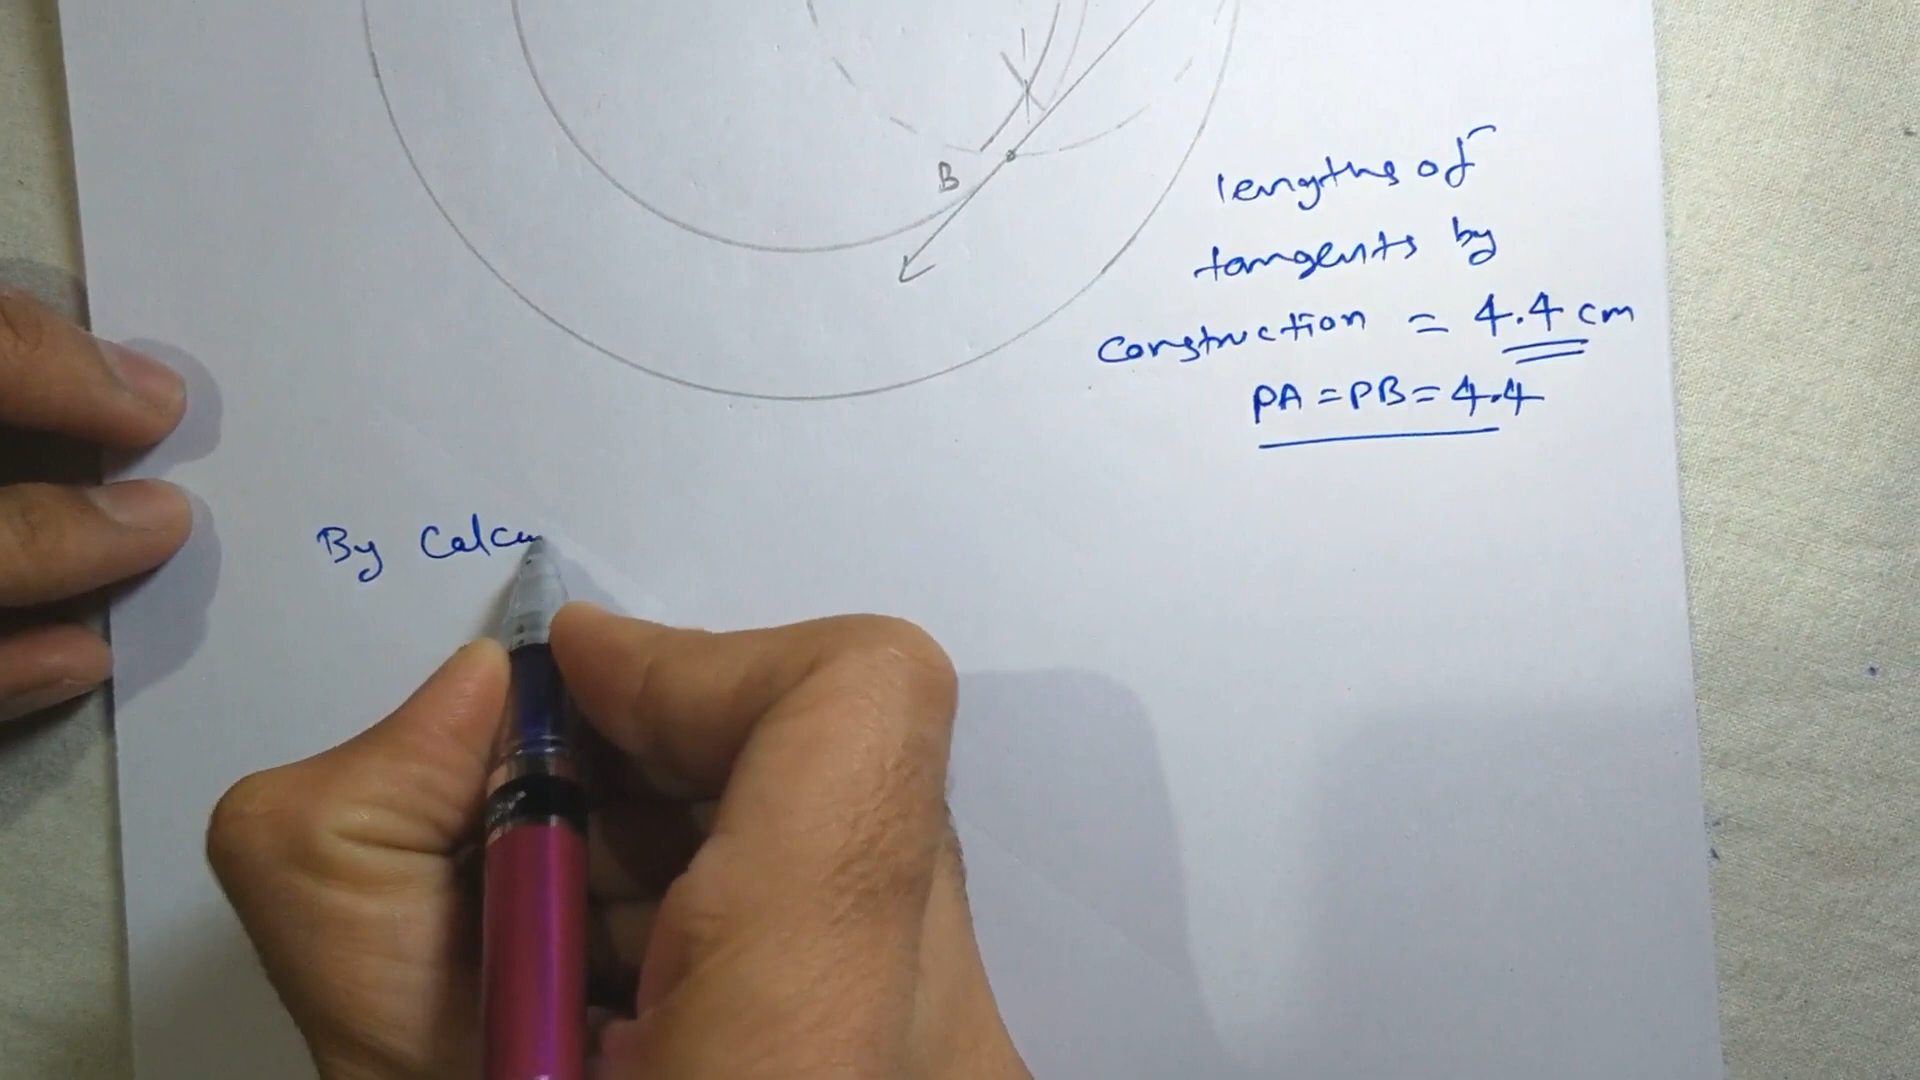 B
lengths of
tangents by
construction = 4.4 cm
PA = PB = 4.4
By Calcu